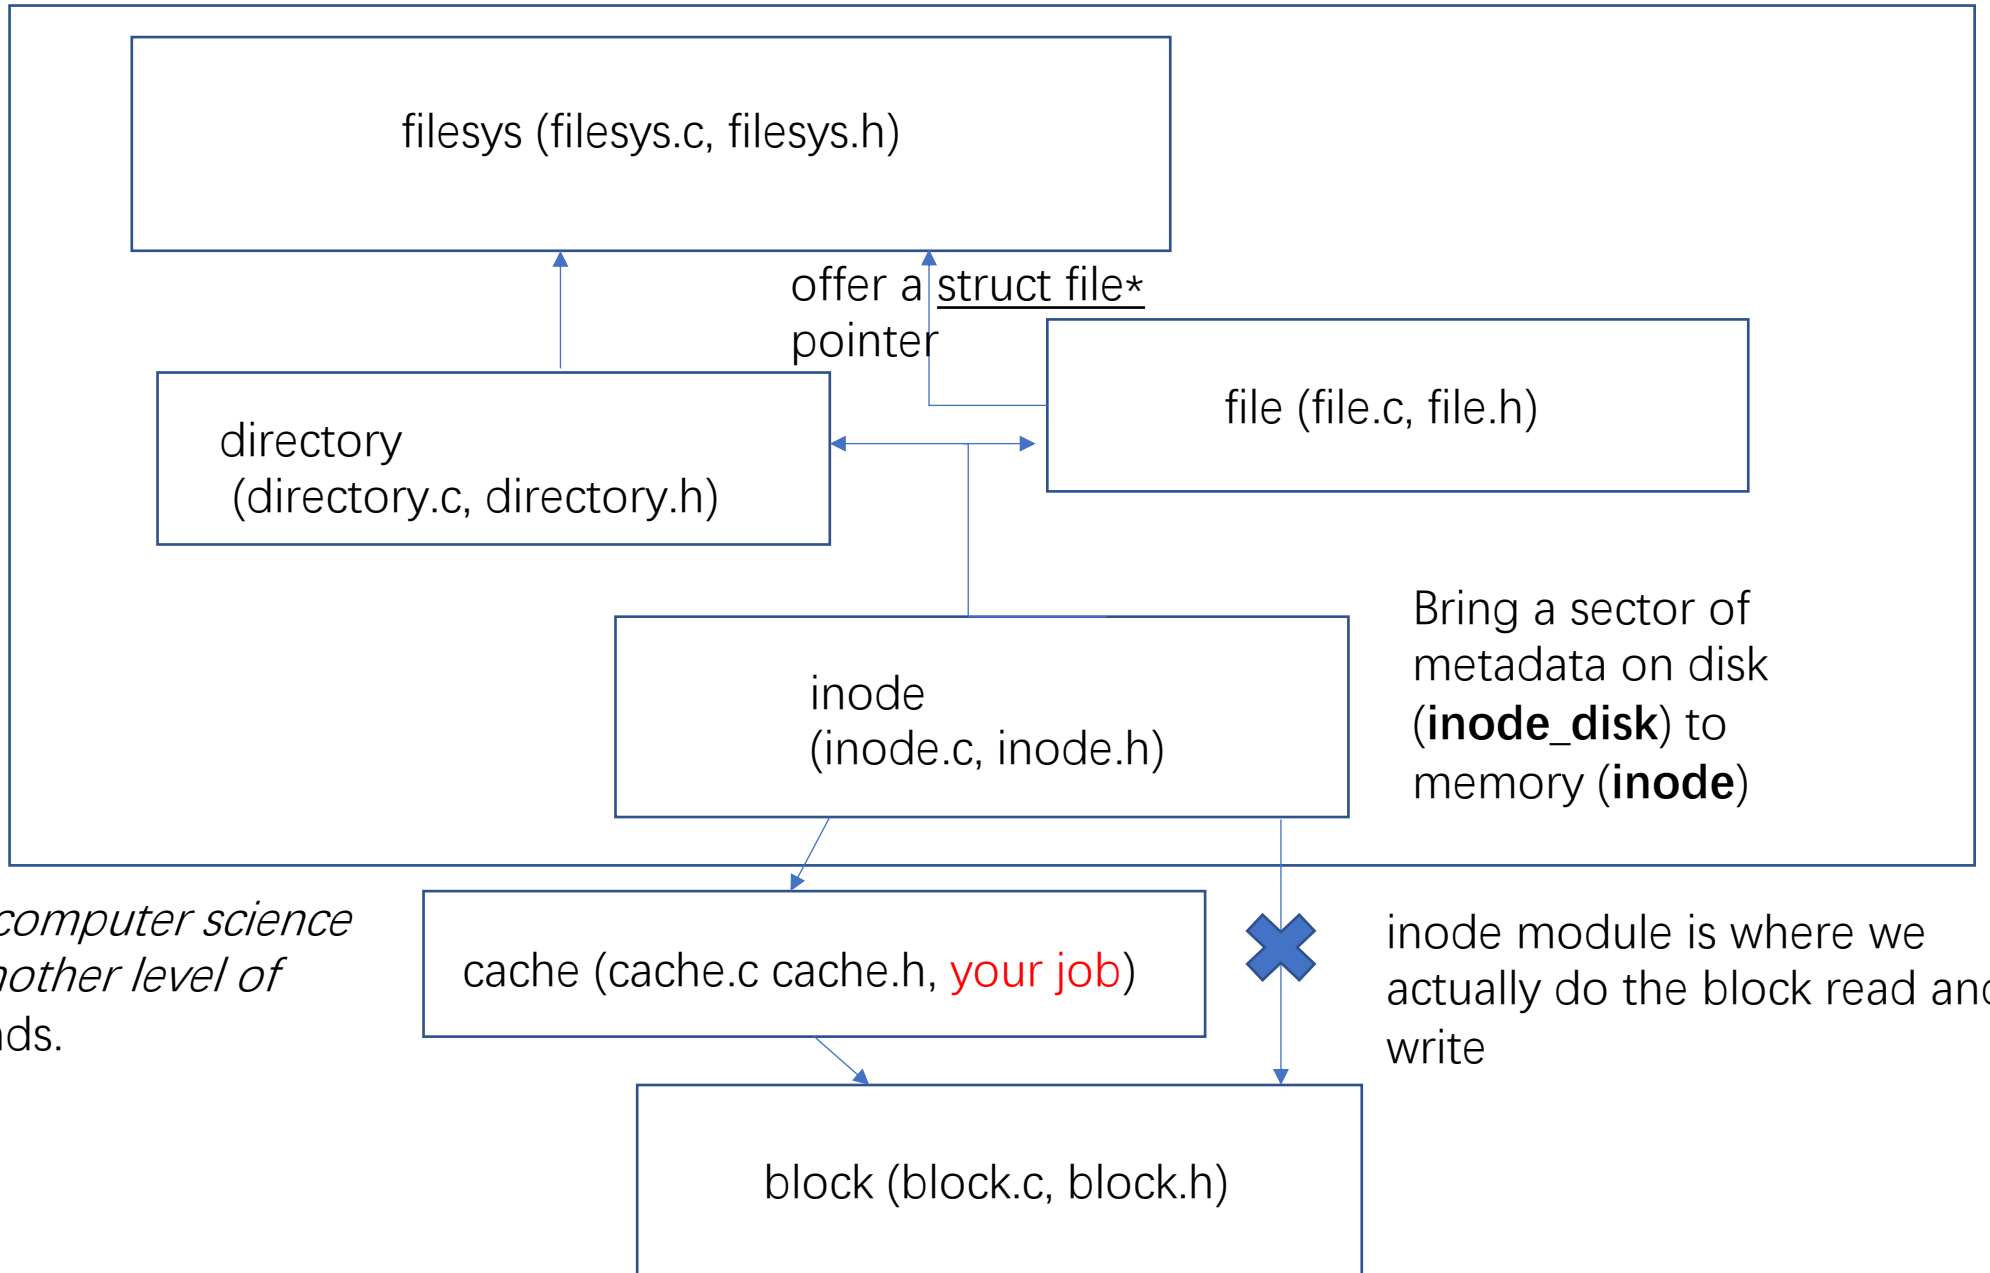 filesys (filesys.c, filesys.h)
offer a struct file*
pointer
file (file.c, file.h)
directory
(directory.c, directory.h)
Bring a sector of
metadata on disk
(inode_disk) to
memory (inode)
inode
(inode.c, inode.h)
computer science
another level of
cache (cache.c cache.h, your job)
inode module is where we
actually do the block read and
write
block (block.c, block.h)